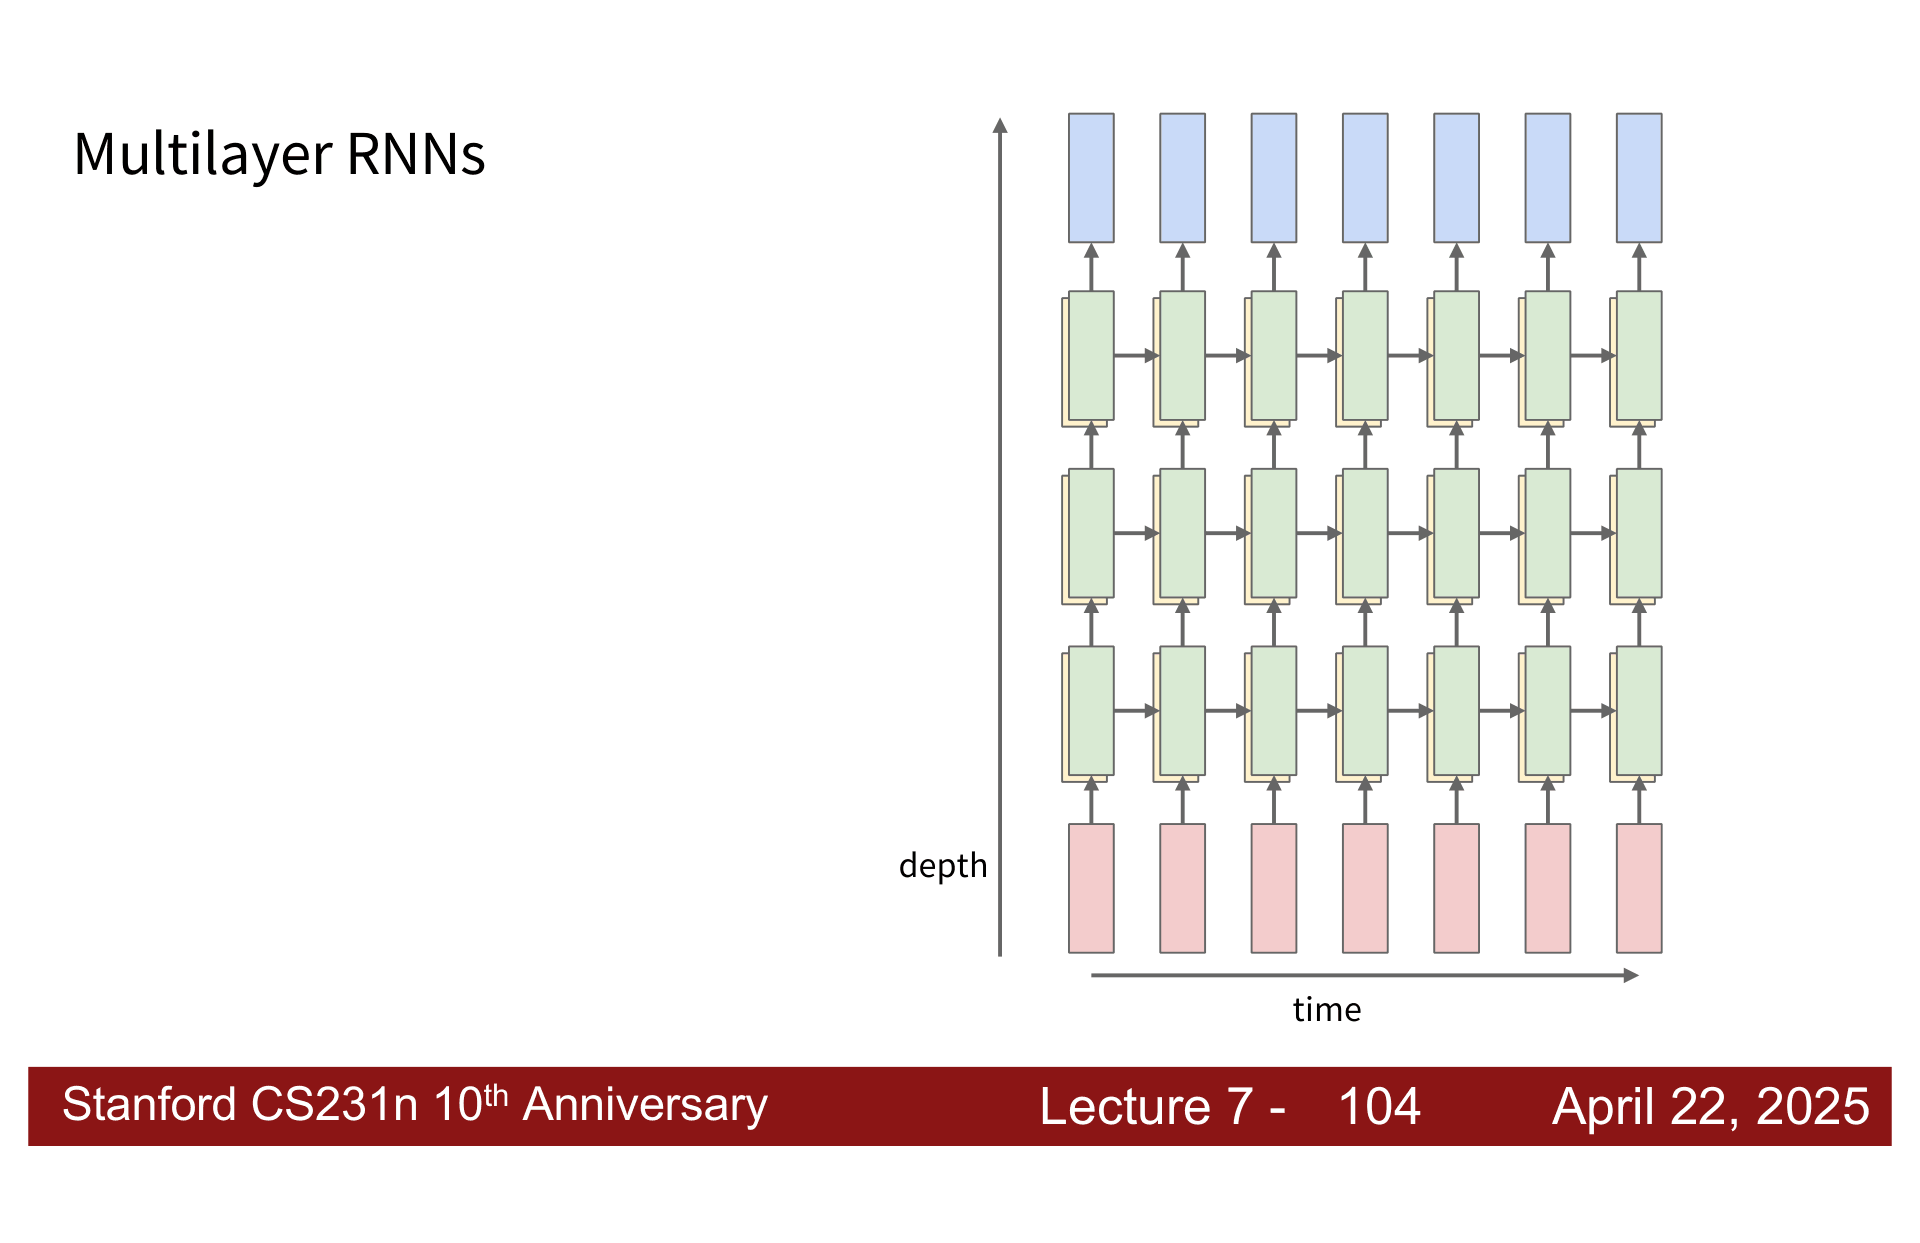 Multilayer RNNs
depth
time
Stanford CS231n 10th Anniversary
Lecture 7 - 104
April 22, 2025